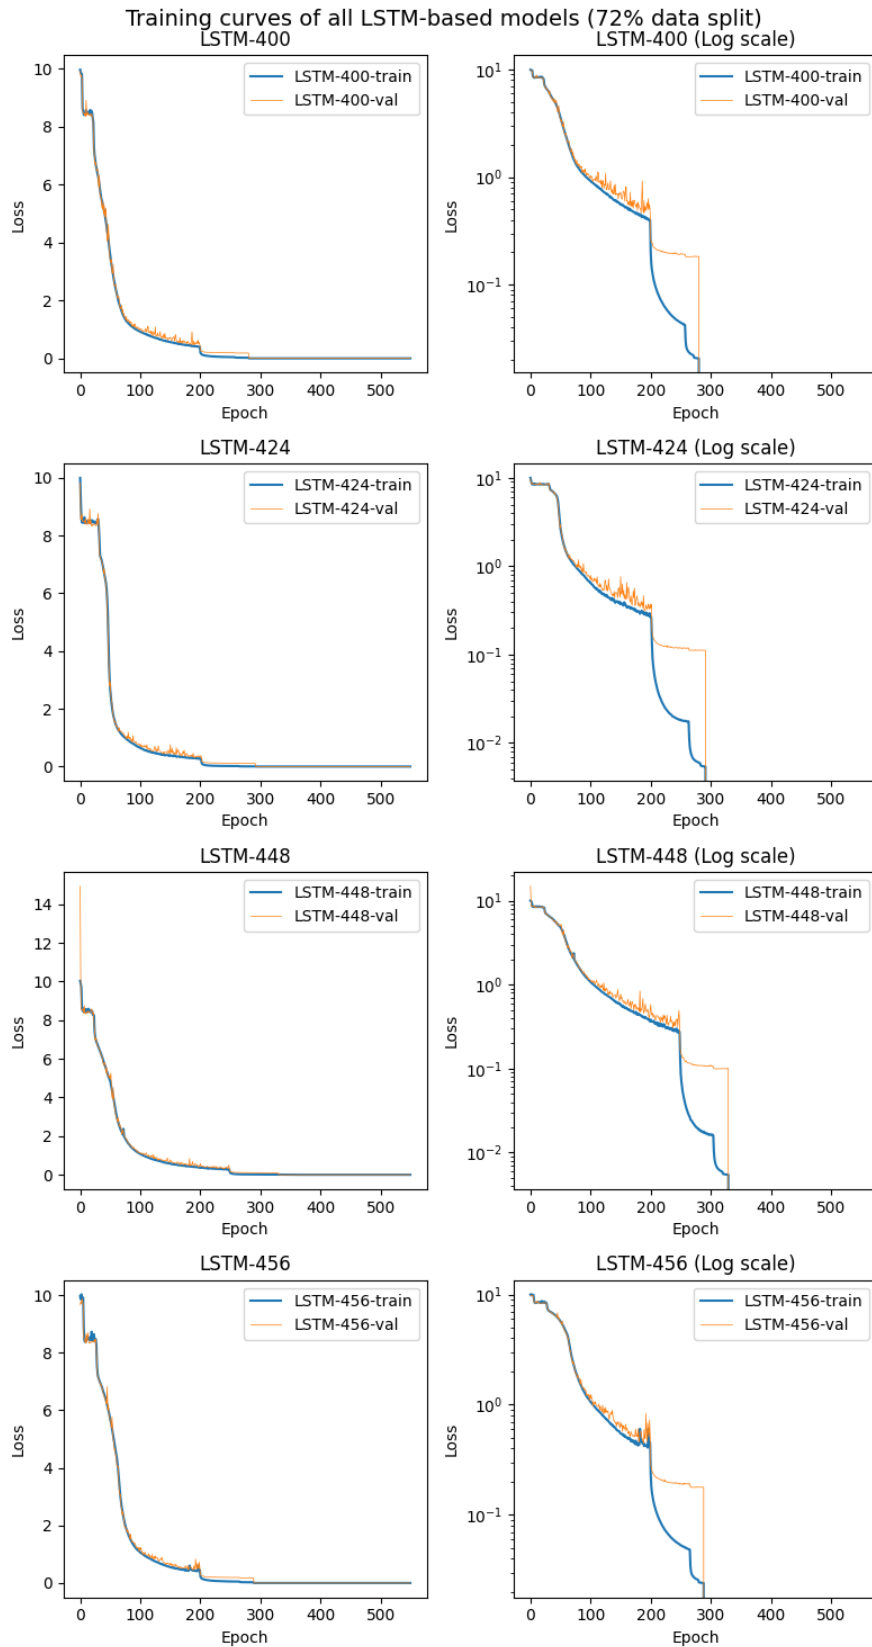 Training curves of all LSTM-based models (72% data split)
LSTM-400
LSTM-400 (Log scale)
10
8
6
4
2
0
Loss
LSTM-400-train
LSTM-400-val
0 100 200 300 400 500
Epoch
10^1
10^0
10^-1
Loss
LSTM-400-train
LSTM-400-val
0 100 200 300 400 500
Epoch
LSTM-424
LSTM-424 (Log scale)
10
8
6
4
2
0
Loss
LSTM-424-train
LSTM-424-val
0 100 200 300 400 500
Epoch
10^1
10^0
10^-1
10^-2
Loss
LSTM-424-train
LSTM-424-val
0 100 200 300 400 500
Epoch
LSTM-448
LSTM-448 (Log scale)
14
12
10
8
6
4
2
0
Loss
LSTM-448-train
LSTM-448-val
0 100 200 300 400 500
Epoch
10^1
10^0
10^-1
10^-2
Loss
LSTM-448-train
LSTM-448-val
0 100 200 300 400 500
Epoch
LSTM-456
LSTM-456 (Log scale)
10
8
6
4
2
0
Loss
LSTM-456-train
LSTM-456-val
0 100 200 300 400 500
Epoch
10^1
10^0
10^-1
Loss
LSTM-456-train
LSTM-456-val
0 100 200 300 400 500
Epoch